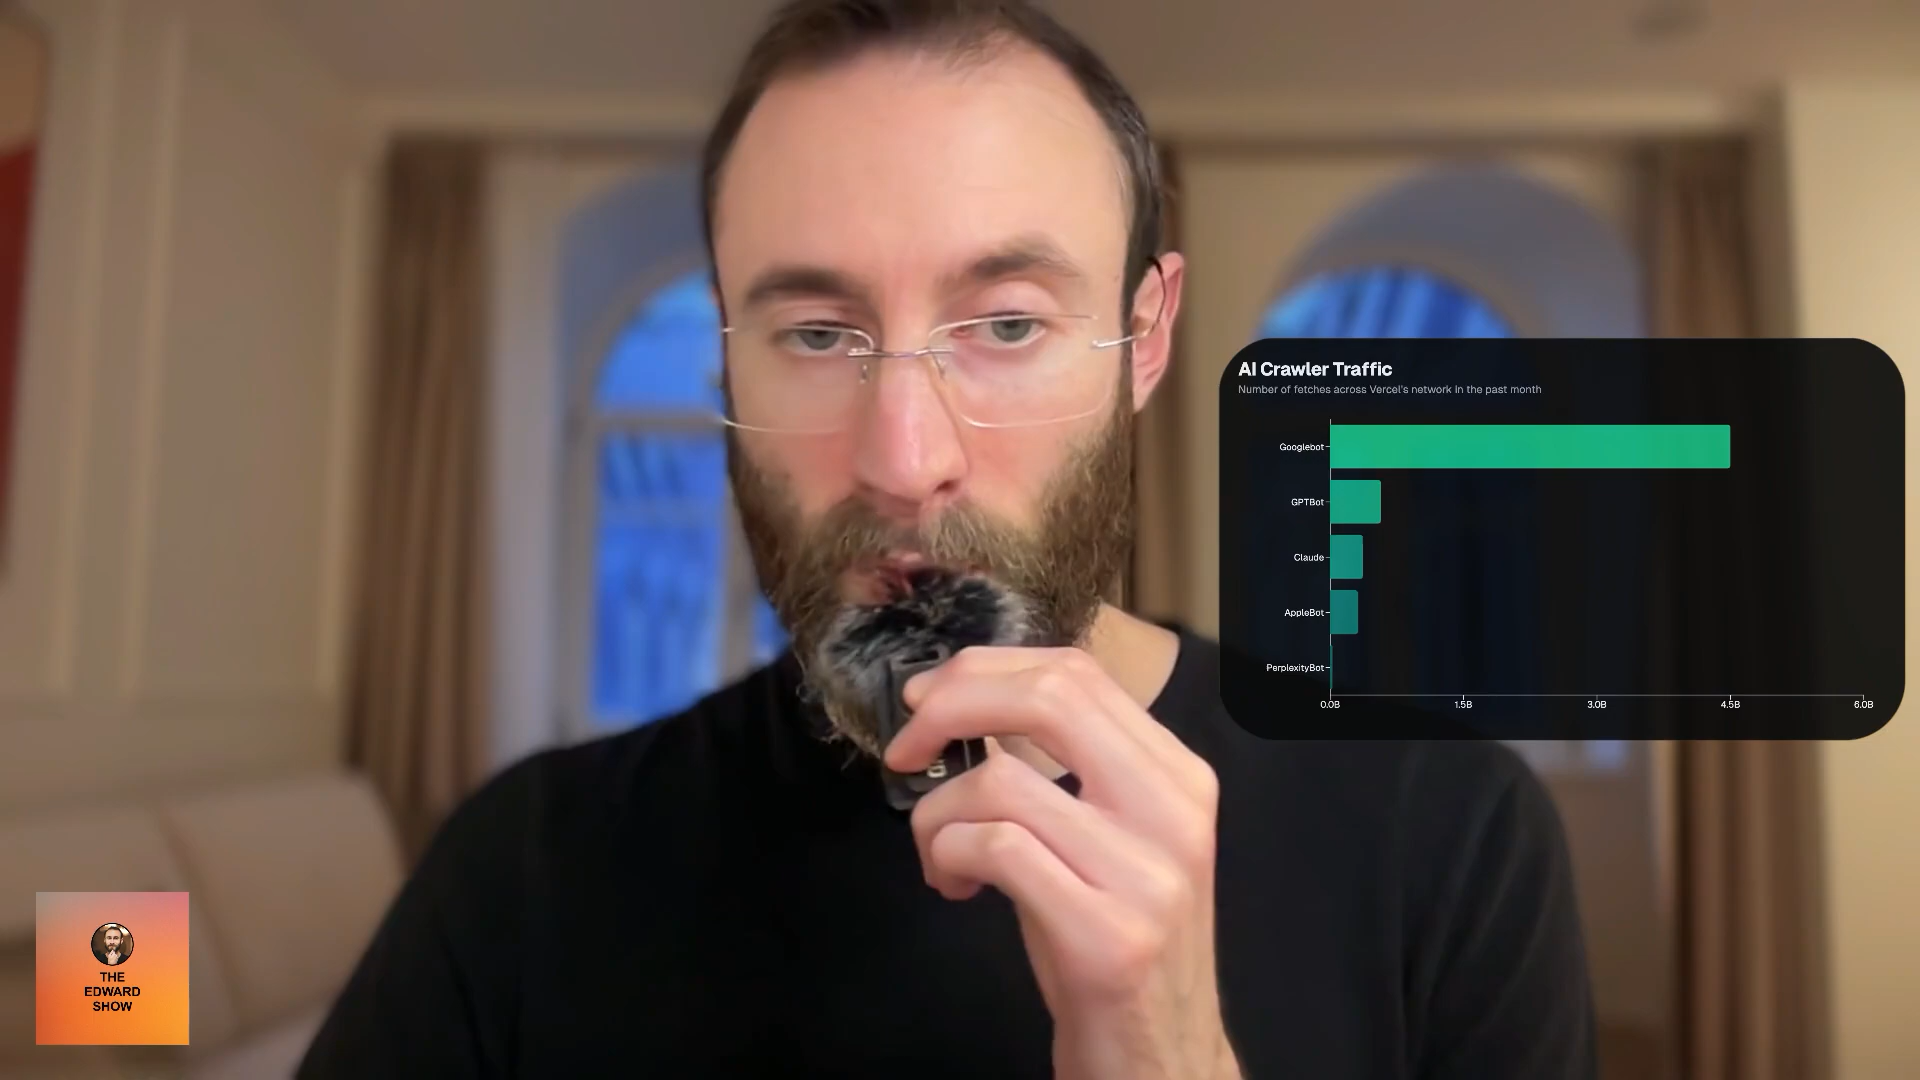 AI Crawler Traffic
Number of fetches across Vercel's network in the past month
Googlebot
GPTBot
Claude
AppleBot
PerplexityBot
0.0B 1.5B 3.0B 4.5B 6.0B
THE
EDWARD
SHOW